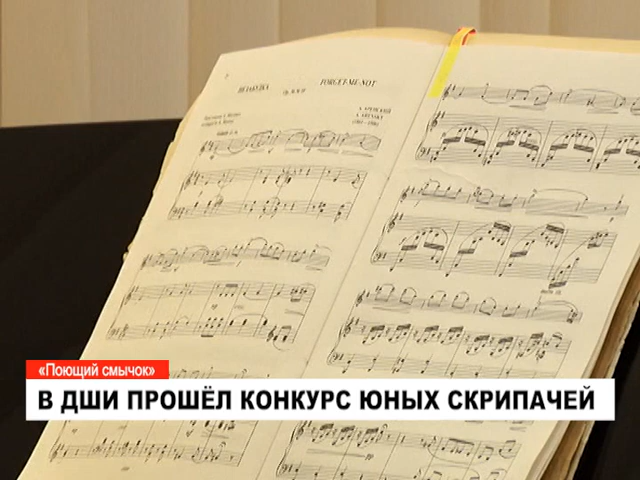 НЕЗАБУДКА
FORGET-ME-NOT
А. АРЕНСКИЙ
A. ARENSKY
«Поющий смычок»
В ДШИ ПРОШЁЛ КОНКУРС ЮНЫХ СКРИПАЧЕЙ